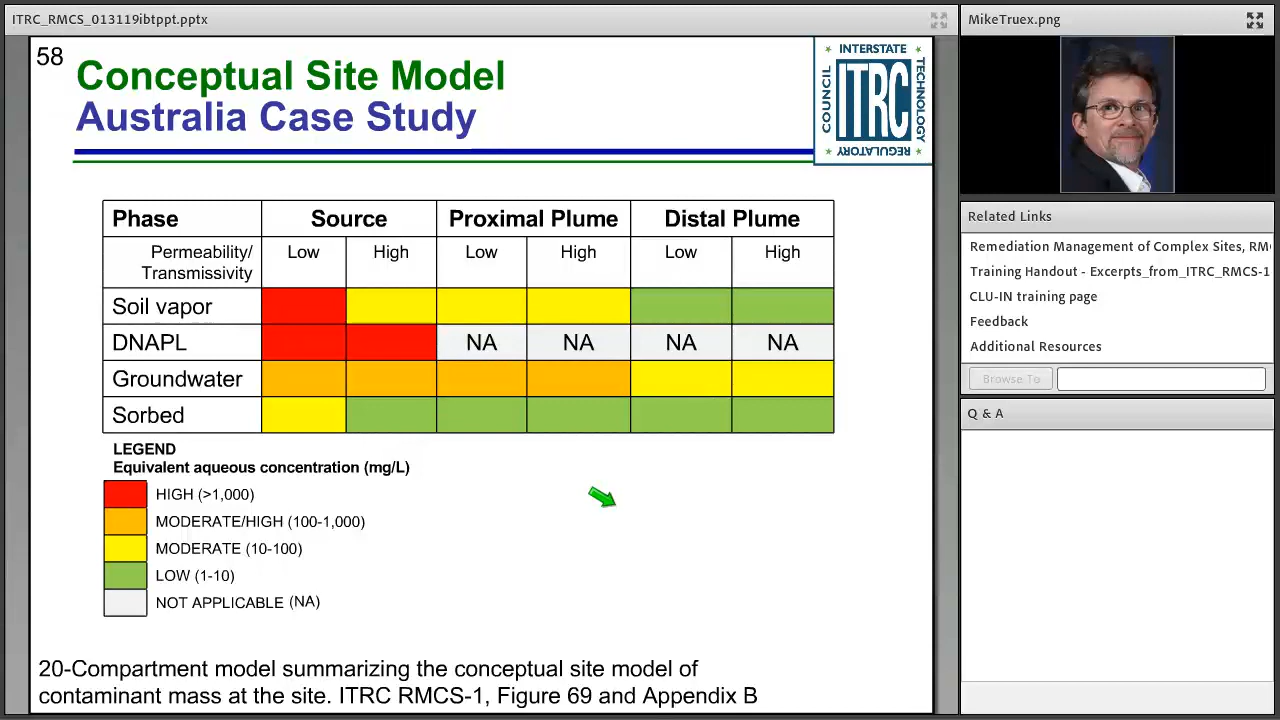 ITRC_RMCS_013119ibtppt.pptx
58
Conceptual Site Model
Australia Case Study
INTERSTATE
COUNCIL
ITRC
TECHNOLOGY
REGULATORY
Phase Source Proximal Plume Distal Plume
Permeability/
Transmissivity
Low High Low High Low High
Soil vapor
DNAPL NA NA NA NA
Groundwater
Sorbed
LEGEND
Equivalent aqueous concentration (mg/L)
HIGH (>1,000)
MODERATE/HIGH (100-1,000)
MODERATE (10-100)
LOW (1-10)
NOT APPLICABLE (NA)
20-Compartment model summarizing the conceptual site model of
contaminant mass at the site. ITRC RMCS-1, Figure 69 and Appendix B
MikeTruex.png
Related Links
Remediation Management of Complex Sites, RM
Training Handout - Excerpts_from_ITRC_RMCS-1
CLU-IN training page
Feedback
Additional Resources
Browse To
Q & A